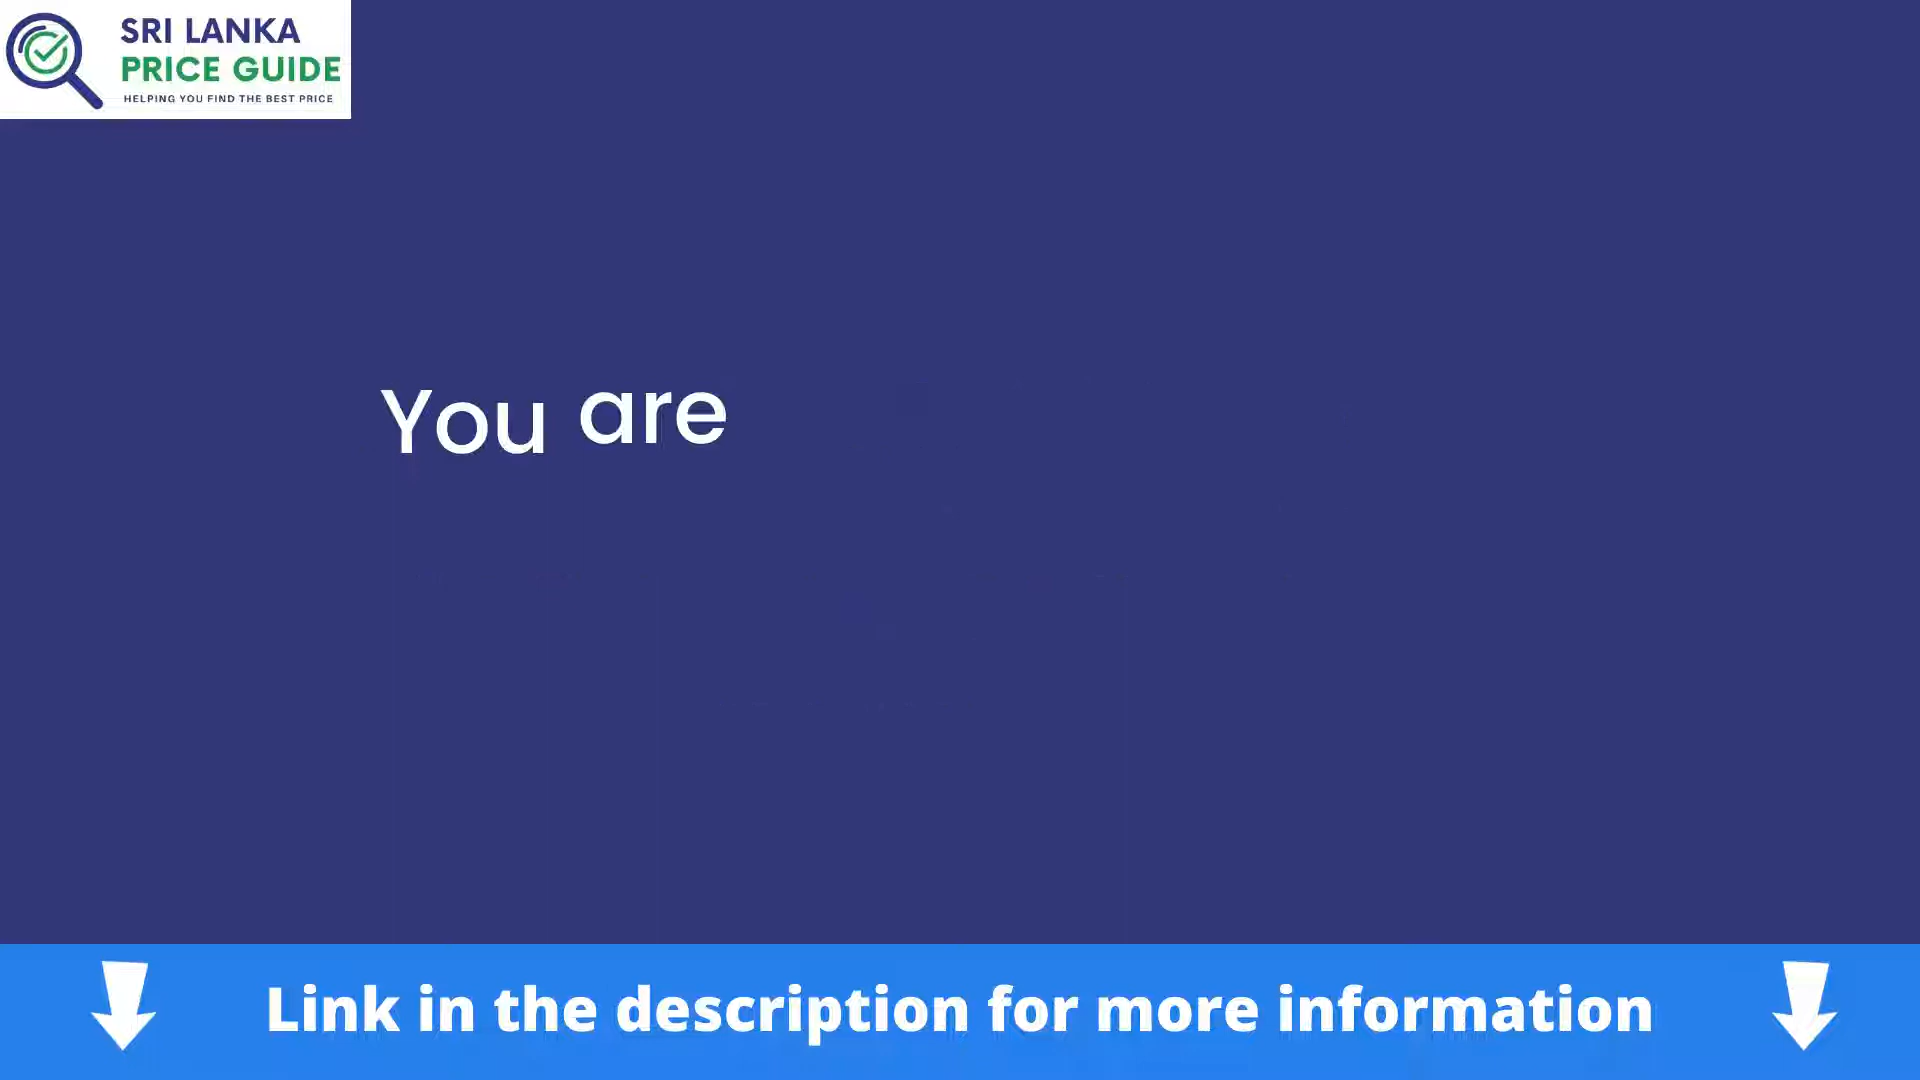 SRI LANKA
PRICE GUIDE
HELPING YOU FIND THE BEST PRICE
You are
Link in the description for more information